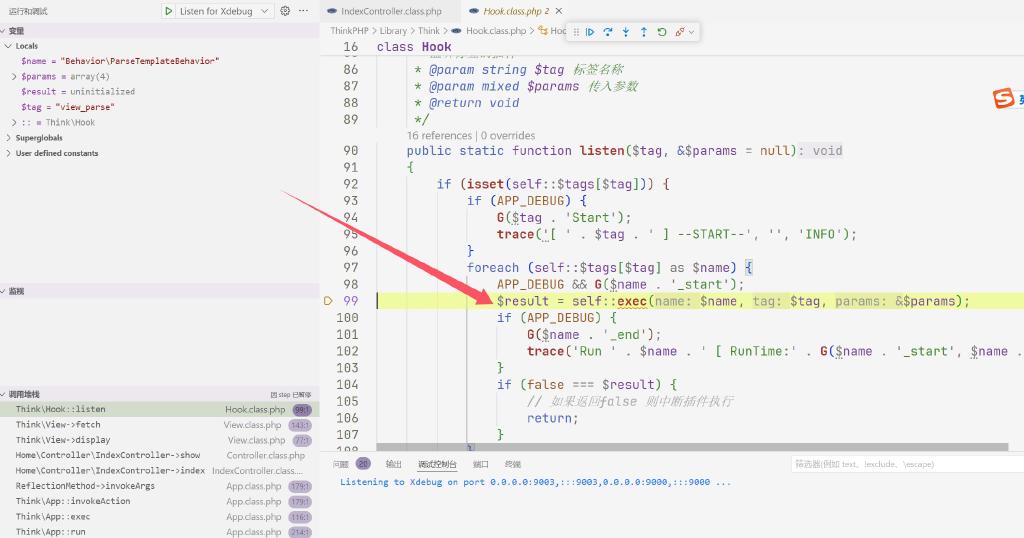 运行和调试
Listen for Xdebug
IndexController.class.php
Hook.class.php 2
变量
Locals
$name = "Behavior\ParseTemplateBehavior"
$params = array(4)
$result = uninitialized
$tag = "view_parse"
:: = Think\Hook
Superglobals
User defined constants
监视
调用堆栈
因 step 已暂停
Think\Hook::listen Hook.class.php 99:1
Think\View->fetch View.class.php 143:1
Think\View->display View.class.php 77:1
Home\Controller\IndexController->show Controller.class.php
Home\Controller\IndexController->index IndexController.class....
ReflectionMethod->invokeArgs App.class.php 179:1
Think\App::invokeAction App.class.php 179:1
Think\App::exec App.class.php 116:1
Think\App::run App.class.php 214:1
ThinkPHP > Library > Think > Hook.class.php > Hook
16 class Hook
86 * @param string $tag 标签名称
87 * @param mixed $params 传入参数
88 * @return void
89 */
16 references | 0 overrides
90 public static function listen($tag, &$params = null): void
91 {
92 if (isset(self::$tags[$tag])) {
93 if (APP_DEBUG) {
94 G($tag . 'Start');
95 trace('[ ' . $tag . ' ] --START--', '', 'INFO');
96 }
97 foreach (self::$tags[$tag] as $name) {
98 APP_DEBUG && G($name . '_start');
99 $result = self::exec(name: $name, tag: $tag, params: &$params);
100 if (APP_DEBUG) {
101 G($name . '_end');
102 trace('Run ' . $name . ' [ RunTime:' . G($name . '_start', $name .
103 }
104 if (false === $result) {
105 // 如果返回false 则中断插件执行
106 return;
107 }
108 }
问题 20 输出 调试控制台 端口 终端
筛选器(例如 text、!exclude、\escape)
Listening to Xdebug on port 0.0.0.0:9003,:::9003,0.0.0.0:9000,:::9000 ...
S